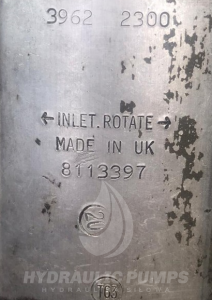 3962 2300
←INLET.ROTATE→
MADE IN UK
8113397
HYDRAULIC PUMPS